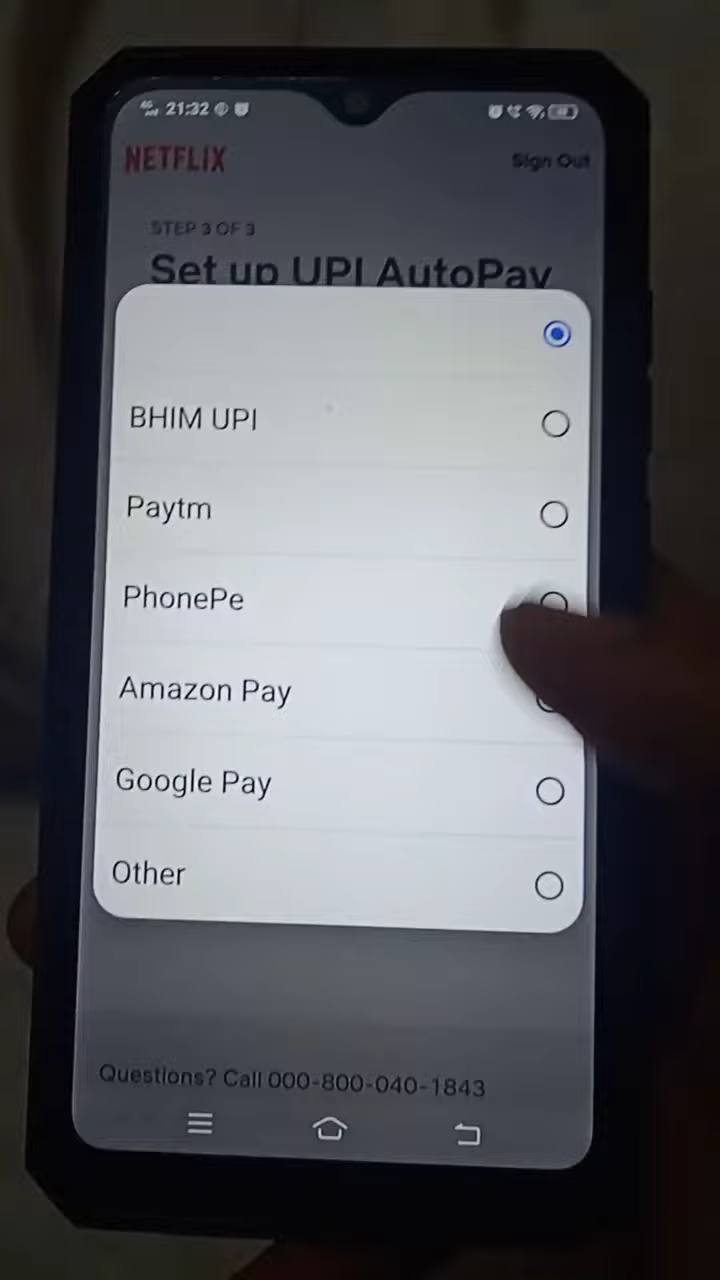 21:32
NETFLIX
Sign Out
STEP 3 OF 3
Set up UPI AutoPay
BHIM UPI
Paytm
PhonePe
Amazon Pay
Google Pay
Other
Questions? Call 000-800-040-1843